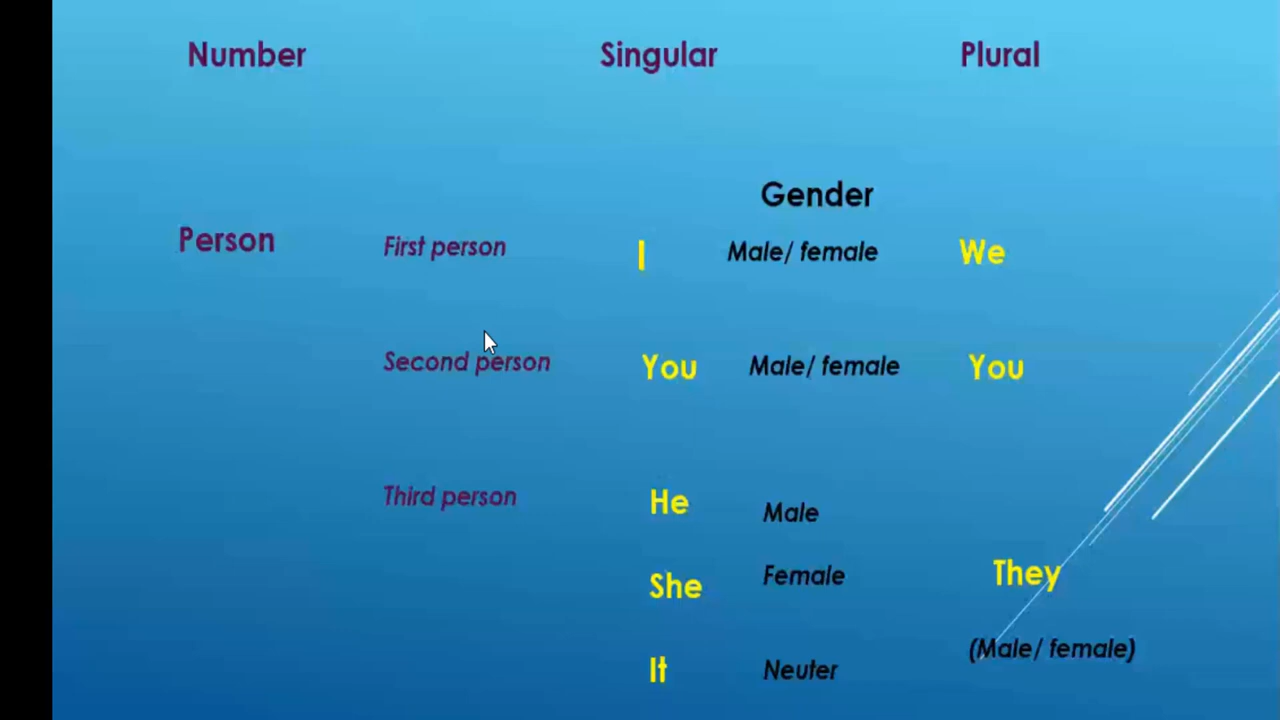 Number Singular Plural
Gender
Person First person I Male/ female We
Second person You Male/ female You
Third person He Male
She Female They
(Male/ female)
It Neuter